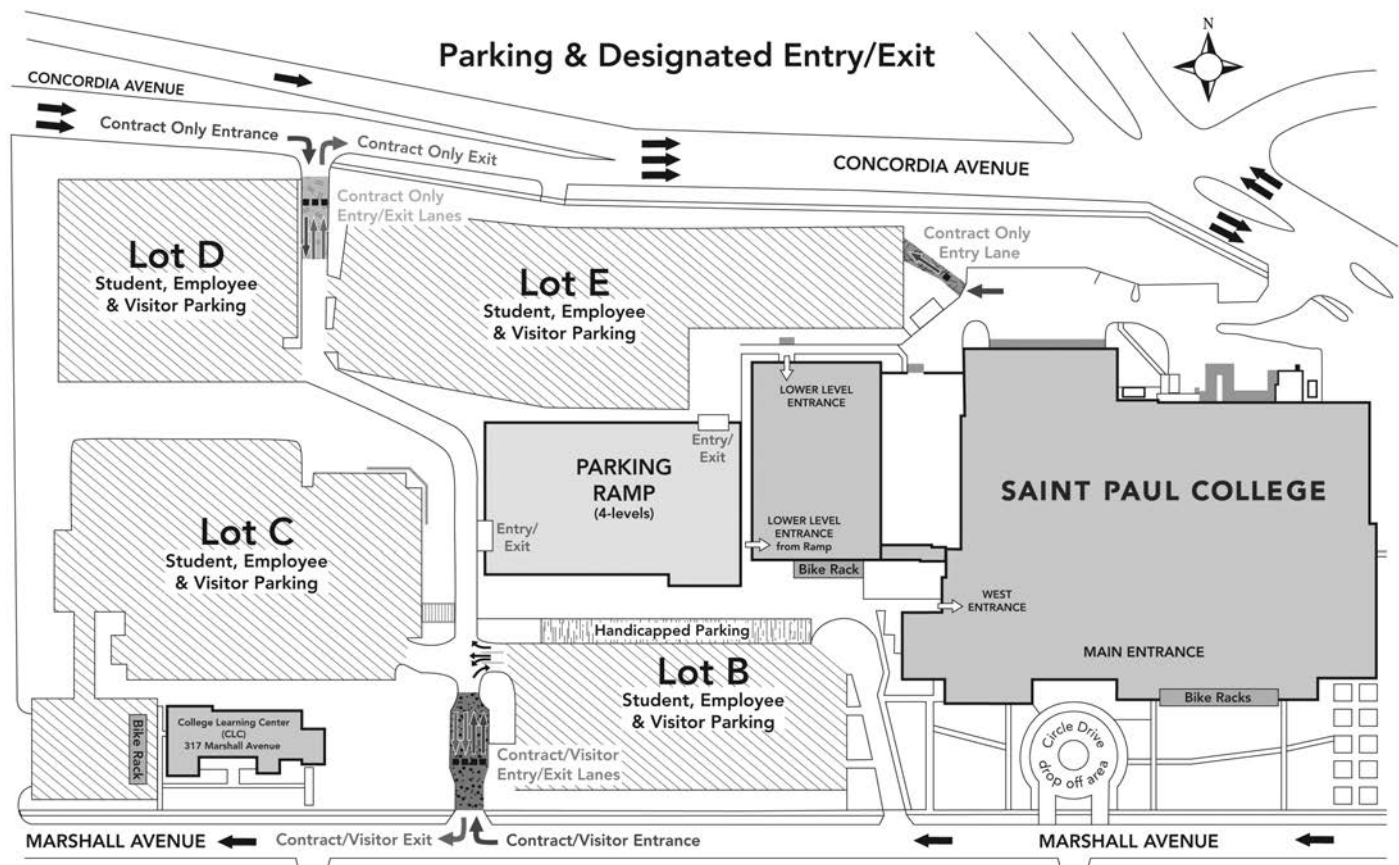 N
Parking & Designated Entry/Exit
CONCORDIA AVENUE
Contract Only Entrance
Contract Only Exit
CONCORDIA AVENUE
Contract Only
Entry/Exit Lanes
Contract Only
Entry Lane
Lot D
Student, Employee
& Visitor Parking
Lot E
Student, Employee
& Visitor Parking
LOWER LEVEL
ENTRANCE
Entry/
Exit
PARKING
RAMP
(4-levels)
SAINT PAUL COLLEGE
Lot C
Student, Employee
& Visitor Parking
Entry/
Exit
LOWER LEVEL
ENTRANCE
from Ramp
Bike Rack
WEST
ENTRANCE
Handicapped Parking
MAIN ENTRANCE
Lot B
Student, Employee
& Visitor Parking
Bike Racks
Bike Rack
College Learning Center
(CLC)
317 Marshall Avenue
Contract/Visitor
Entry/Exit Lanes
Circle Drive
drop off area
MARSHALL AVENUE
Contract/Visitor Exit
Contract/Visitor Entrance
MARSHALL AVENUE